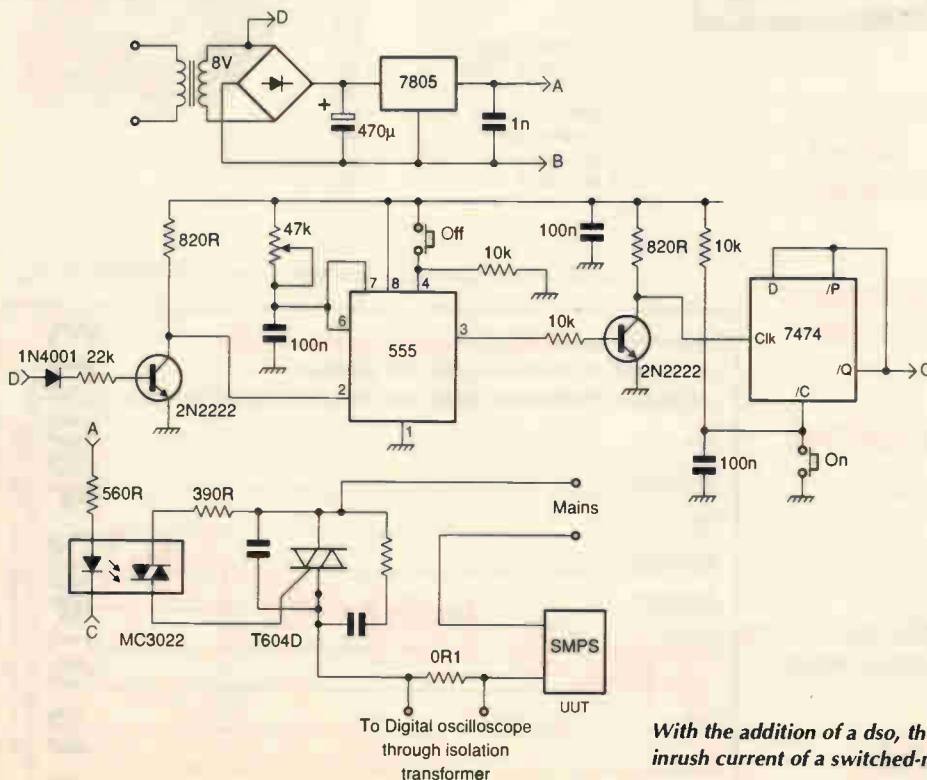 D
8V
7805
A
+
470µ
1n
B
820R
47k
Off
10k
100n
7
8
4
6
555
3
2
1
100n
10k
820R
10k
D
/P
7474
Clk
/Q
C
/C
2N2222
1N4001
22k
D
2N2222
100n
On
A
560R
390R
Mains
C
MC3022
T604D
0R1
SMPS
UUT
To Digital oscilloscope
through isolation
transformer
With the addition of a dso, th
inrush current of a switched-